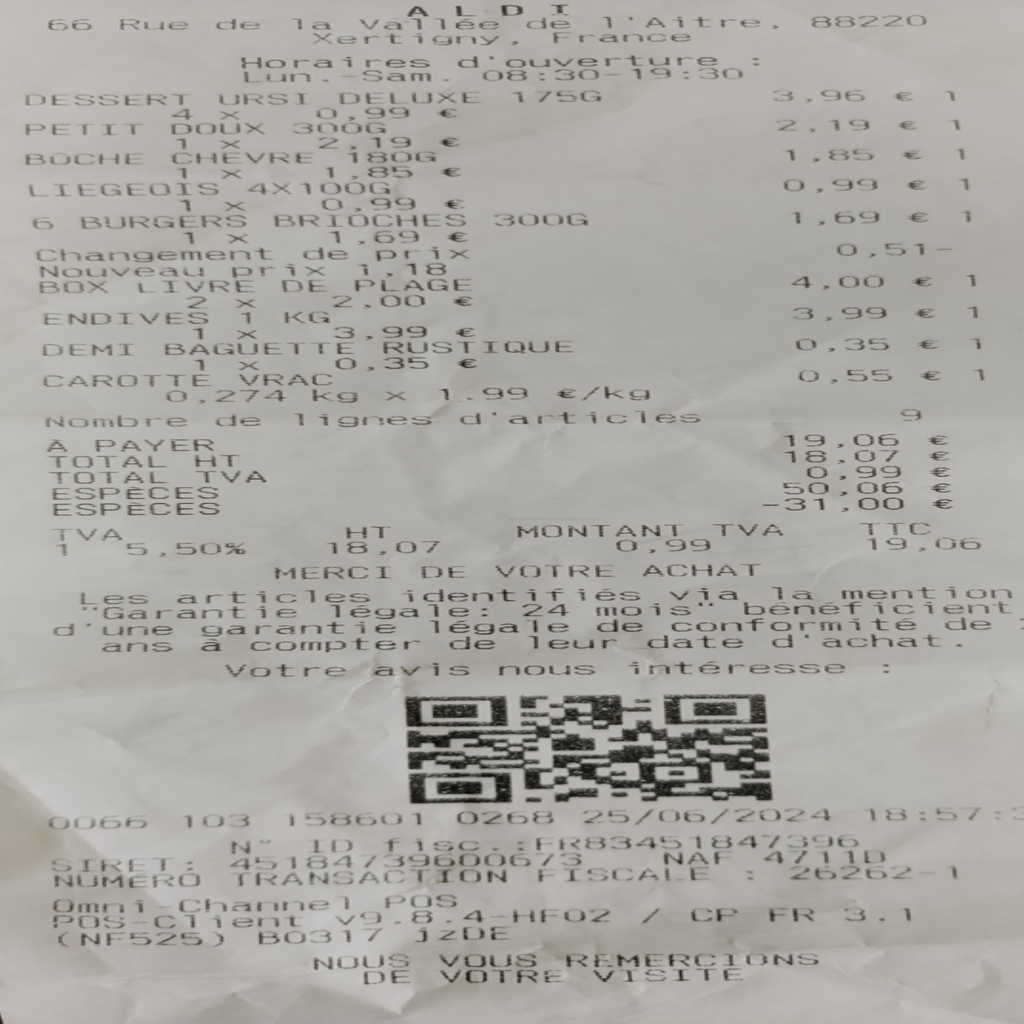 ALDI
66 Rue de la Vallée de l'Aitre, 88220
Xertigny, France
Horaires d'ouverture :
Lun.-Sam. 08:30-19:30
DESSERT URSI DELUXE 175G 3,96 € 1
4 x 0,99 €
PETIT DOUX 300G 2,19 € 1
1 x 2,19 €
BUCHE CHEVRE 180G 1,85 € 1
1 x 1,85 €
LIEGEOIS 4X100G 0,99 € 1
1 x 0,99 €
6 BURGERS BRIOCHES 300G 1,69 € 1
1 x 1,69 €
Changement de prix 0,51-
Nouveau prix 1,18
BOX LIVRE DE PLAGE 4,00 € 1
2 x 2,00 €
ENDIVES 1 KG 3,99 € 1
1 x 3,99 €
DEMI BAGUETTE RUSTIQUE 0,35 € 1
1 x 0,35 €
CAROTTE VRAC 0,55 € 1
0,274 kg x 1.99 €/kg
Nombre de lignes d'articles 9
A PAYER 19,06 €
TOTAL HT 18,07 €
TOTAL TVA 0,99 €
ESPÈCES 50,06 €
ESPÈCES -31,00 €
TVA HT MONTANT TVA TTC
1 5,50% 18,07 0,99 19,06
MERCI DE VOTRE ACHAT
Les articles identifiés via la mention
"Garantie légale: 24 mois" bénéficient
d'une garantie légale de conformité de
ans à compter de leur date d'achat.
Votre avis nous intéresse :
0066 103 158601 0268 25/06/2024 18:57:
N° ID fisc.:FR83451847396
SIRET: 45184739600673 NAF 4711D
NUMÉRO TRANSACTION FISCALE : 26262-1
Omni Channel POS
POS-Client v9.8.4-HF02 / CP FR 3.1
(NF525) B0317 jzDE
NOUS VOUS REMERCIONS
DE VOTRE VISITE